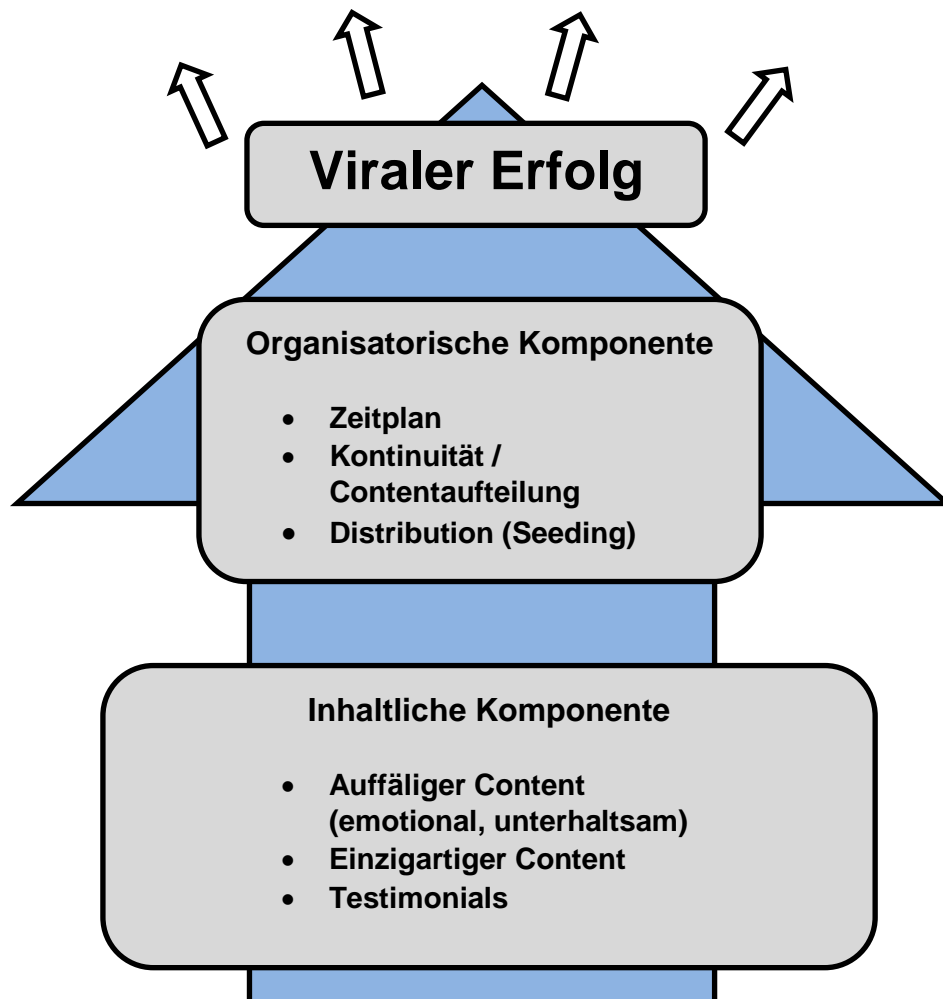 Viraler Erfolg
Organisatorische Komponente
• Zeitplan
• Kontinuität /
Contentaufteilung
• Distribution (Seeding)
Inhaltliche Komponente
• Auffäliger Content
(emotional, unterhaltsam)
• Einzigartiger Content
• Testimonials